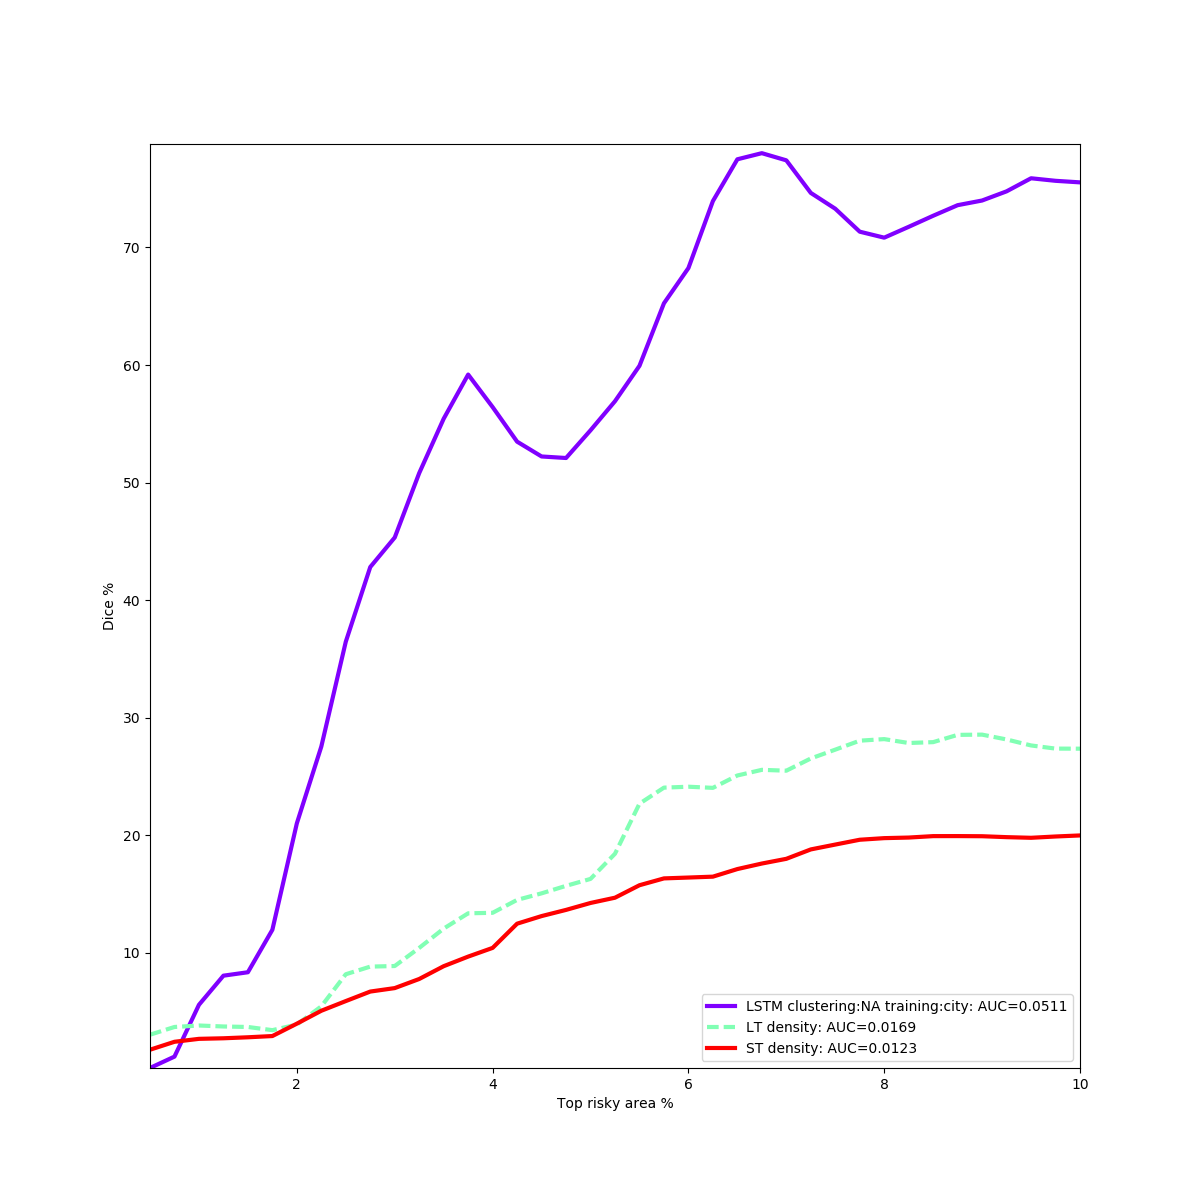 70
60
50
40
30
20
10
Dice %
2 4 6 8 10
Top risky area %
LSTM clustering:NA training:city: AUC=0.0511
LT density: AUC=0.0169
ST density: AUC=0.0123